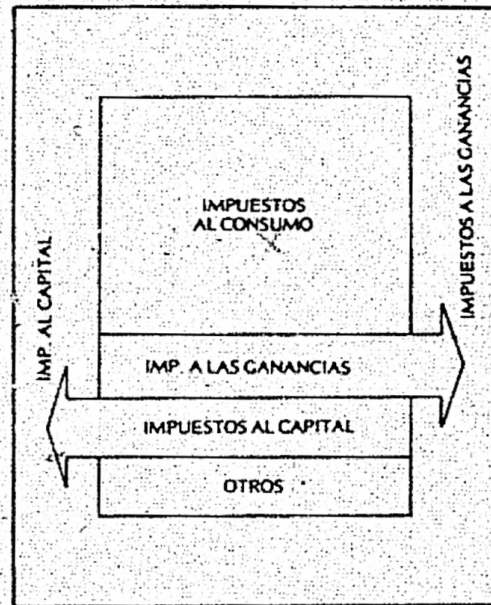 IMPUESTOS
AL CONSUMO
IMP. A LAS GANANCIAS
IMPUESTOS AL CAPITAL
OTROS
IMP. AL CAPITAL
IMPUESTOS A LAS GANANCIAS